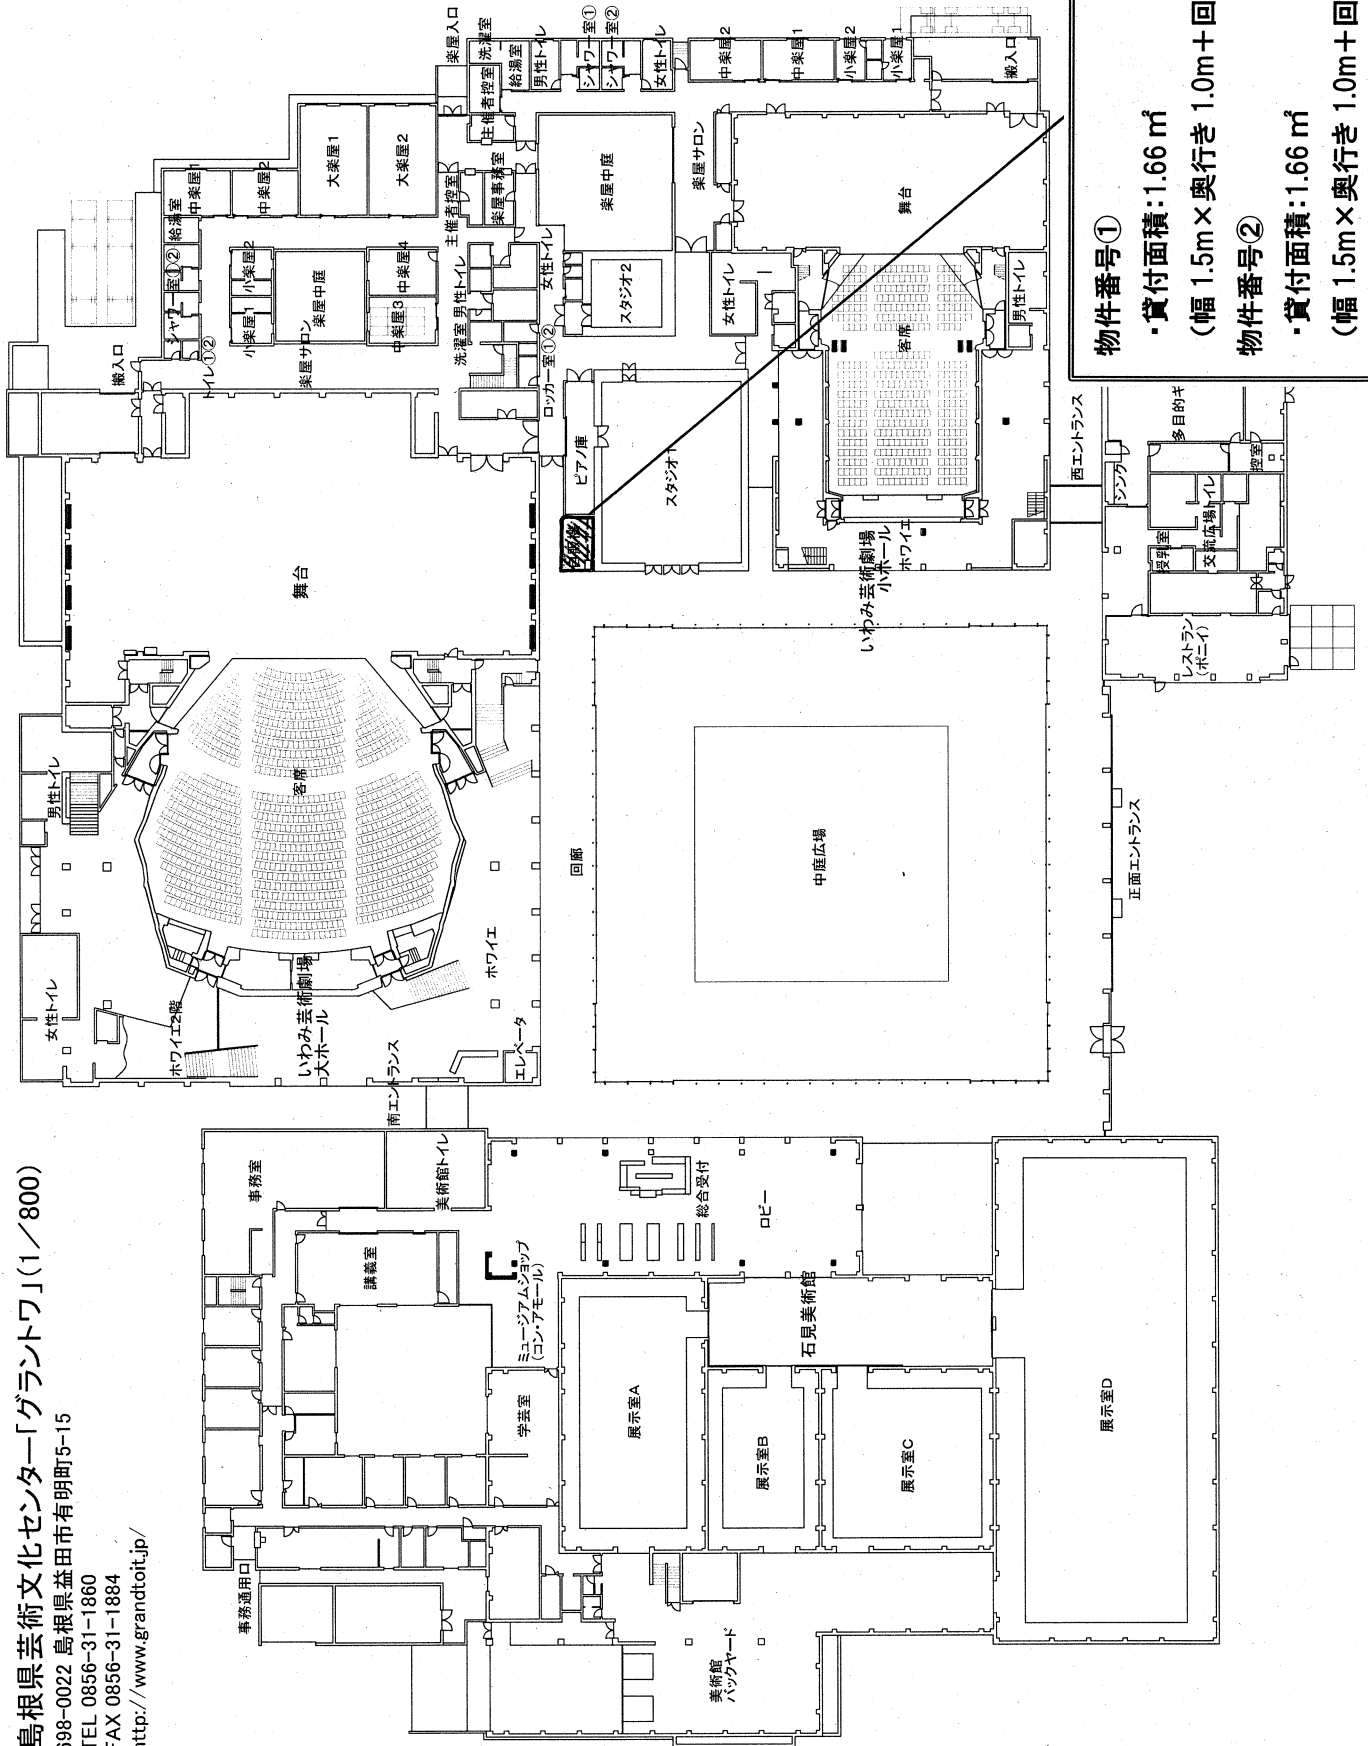 島根県芸術文化センター「グラントワ」(1／800)
698-0022 島根県益田市有明町5-15
TEL 0856-31-1860
FAX 0856-31-1884
http://www.grandtoit.jp/
事務通用口
事務室
美術館トイレ
講義室
学芸室
ミュージアムショップ
(コン・アモール)
総合受付
ロビー
石見美術館
展示室A
展示室B
展示室C
展示室D
美術館
バックヤード
南エントランス
女性トイレ
男性トイレ
ホワイエ2階
いわみ芸術劇場
大ホール
エレベータ
ホワイエ
客席
舞台
回廊
中庭広場
正面エントランス
搬入口
トイレ①②
シャワー室①②
給湯室
中楽屋1
中楽屋2
小楽屋1
小楽屋2
楽屋サロン
楽屋中庭
中楽屋3
中楽屋4
大楽屋1
大楽屋2
洗濯室
男性トイレ
主催者控室
楽屋事務室
ロッカー室①②
女性トイレ
楽屋入口
主催者控室
洗濯室
給湯室
男性トイレ
シャワー室①
シャワー室②
女性トイレ
中楽屋2
中楽屋1
小楽屋2
小楽屋1
搬入口
楽屋中庭
楽屋サロン
スタジオ2
ピアノ庫
スタジオ1
女性トイレ
舞台
客席
男性トイレ
いわみ芸術劇場
小ホール
ホワイエ
西エントランス
シンク
多目的ギ
控室
授乳室
交流広場トイレ
レストラン
(ポニイ)
物件番号①
・貸付面積：1.66㎡
(幅 1.5m×奥行き 1.0m＋回
物件番号②
・貸付面積：1.66㎡
(幅 1.5m×奥行き 1.0m＋回